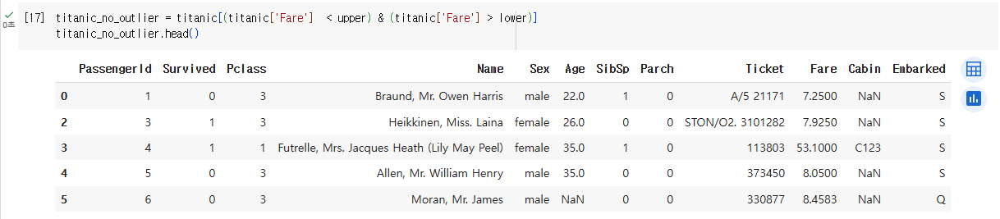 [17] titanic_no_outlier = titanic[(titanic['Fare']  < upper) & (titanic['Fare'] > lower)]
0초 titanic_no_outlier.head()
PassengerId Survived Pclass Name Sex Age SibSp Parch Ticket Fare Cabin Embarked
0 1 0 3 Braund, Mr. Owen Harris male 22.0 1 0 A/5 21171 7.2500 NaN S
2 3 1 3 Heikkinen, Miss. Laina female 26.0 0 0 STON/O2. 3101282 7.9250 NaN S
3 4 1 1 Futrelle, Mrs. Jacques Heath (Lily May Peel) female 35.0 1 0 113803 53.1000 C123 S
4 5 0 3 Allen, Mr. William Henry male 35.0 0 0 373450 8.0500 NaN S
5 6 0 3 Moran, Mr. James male NaN 0 0 330877 8.4583 NaN Q